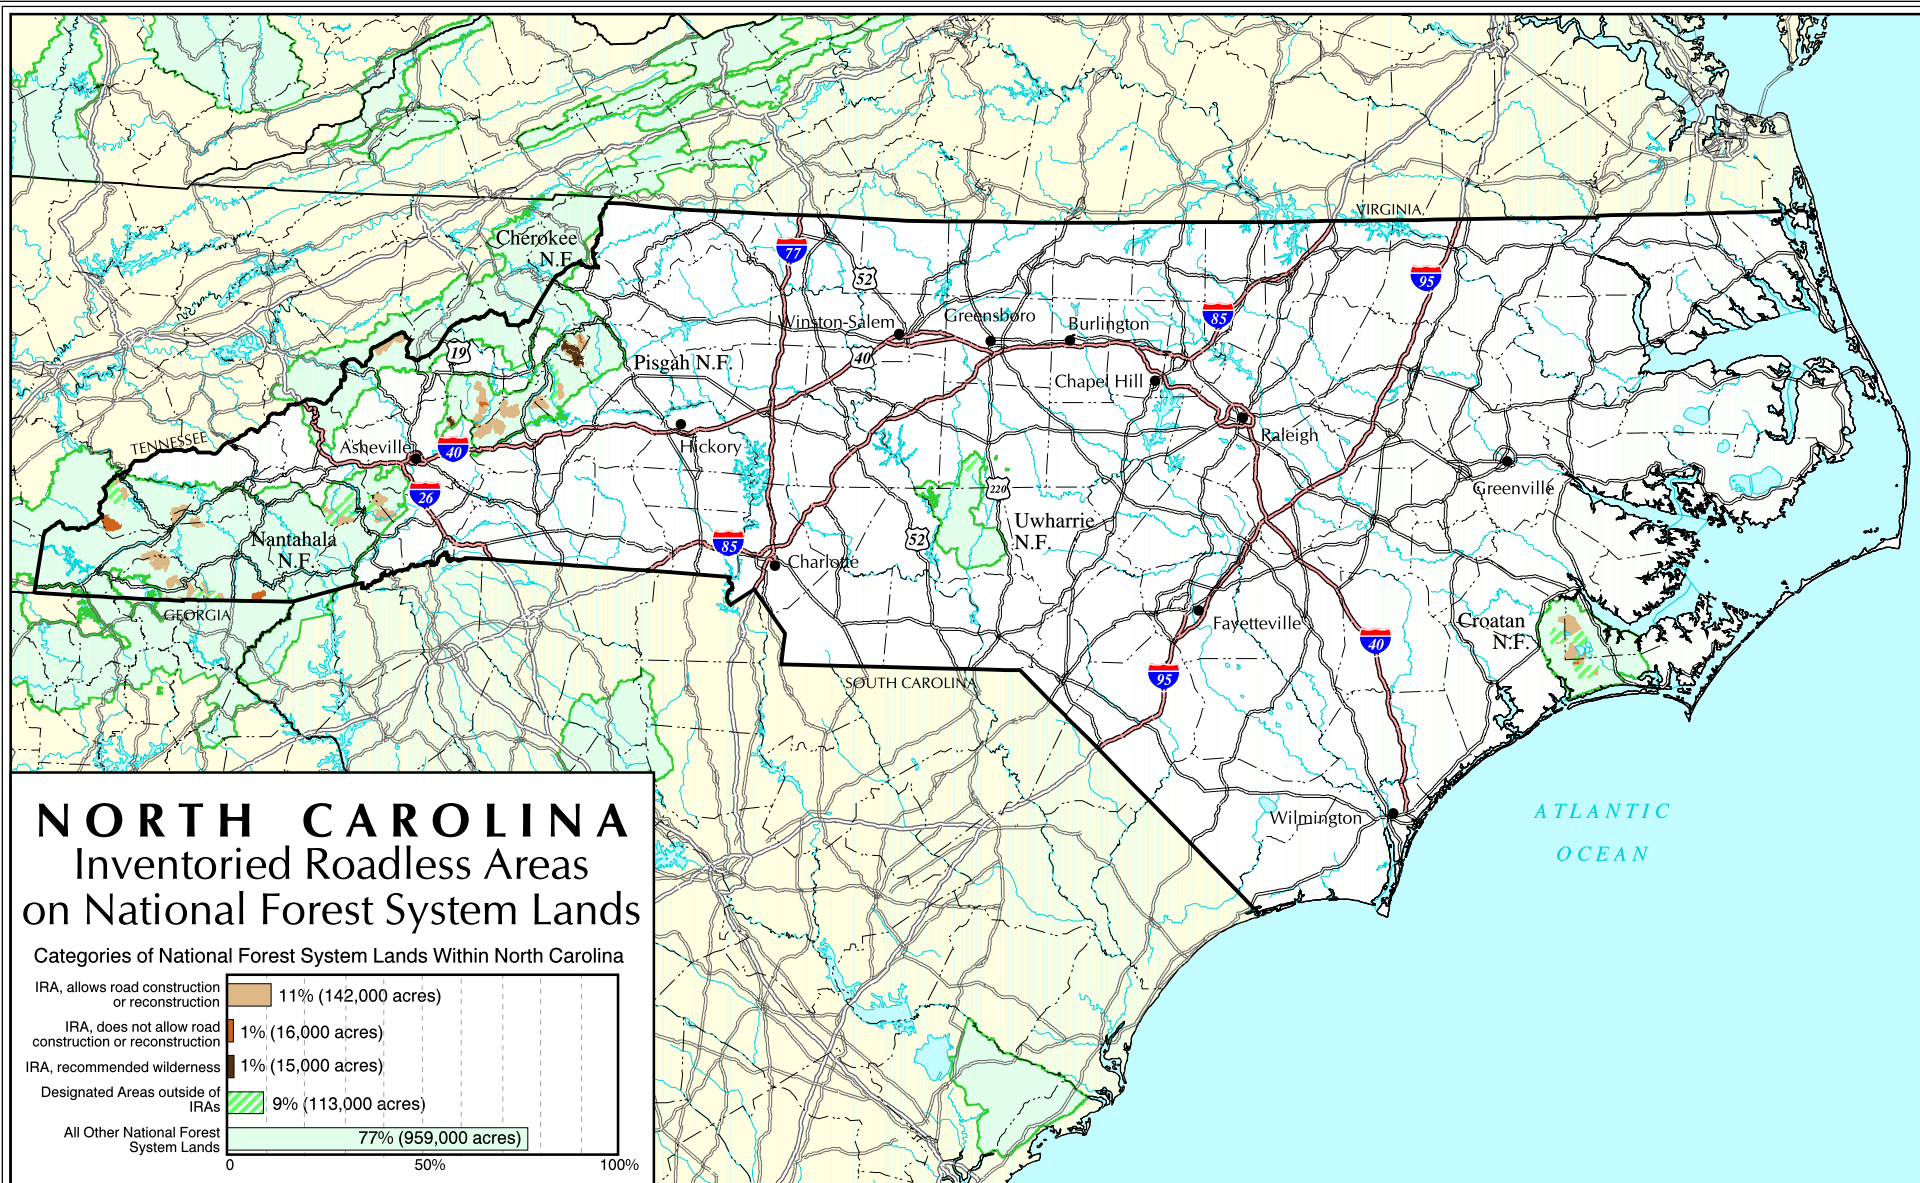 VIRGINIA
Cherokee
N.F.
77
52
95
Winston-Salem
Greensboro
Burlington
85
19
40
Pisgah N.F.
Chapel Hill
TENNESSEE
Asheville
40
Hickory
Raleigh
26
220
Greenville
Nantahala
N.F.
Uwharrie
N.F.
52
85
Charlotte
GEORGIA
Fayetteville
Croatan
N.F.
40
95
SOUTH CAROLINA
Wilmington
ATLANTIC
OCEAN
NORTH CAROLINA
Inventoried Roadless Areas
on National Forest System Lands
Categories of National Forest System Lands Within North Carolina
IRA, allows road construction
or reconstruction
11% (142,000 acres)
IRA, does not allow road
construction or reconstruction
1% (16,000 acres)
IRA, recommended wilderness
1% (15,000 acres)
Designated Areas outside of
IRAs
9% (113,000 acres)
All Other National Forest
System Lands
77% (959,000 acres)
0
50%
100%